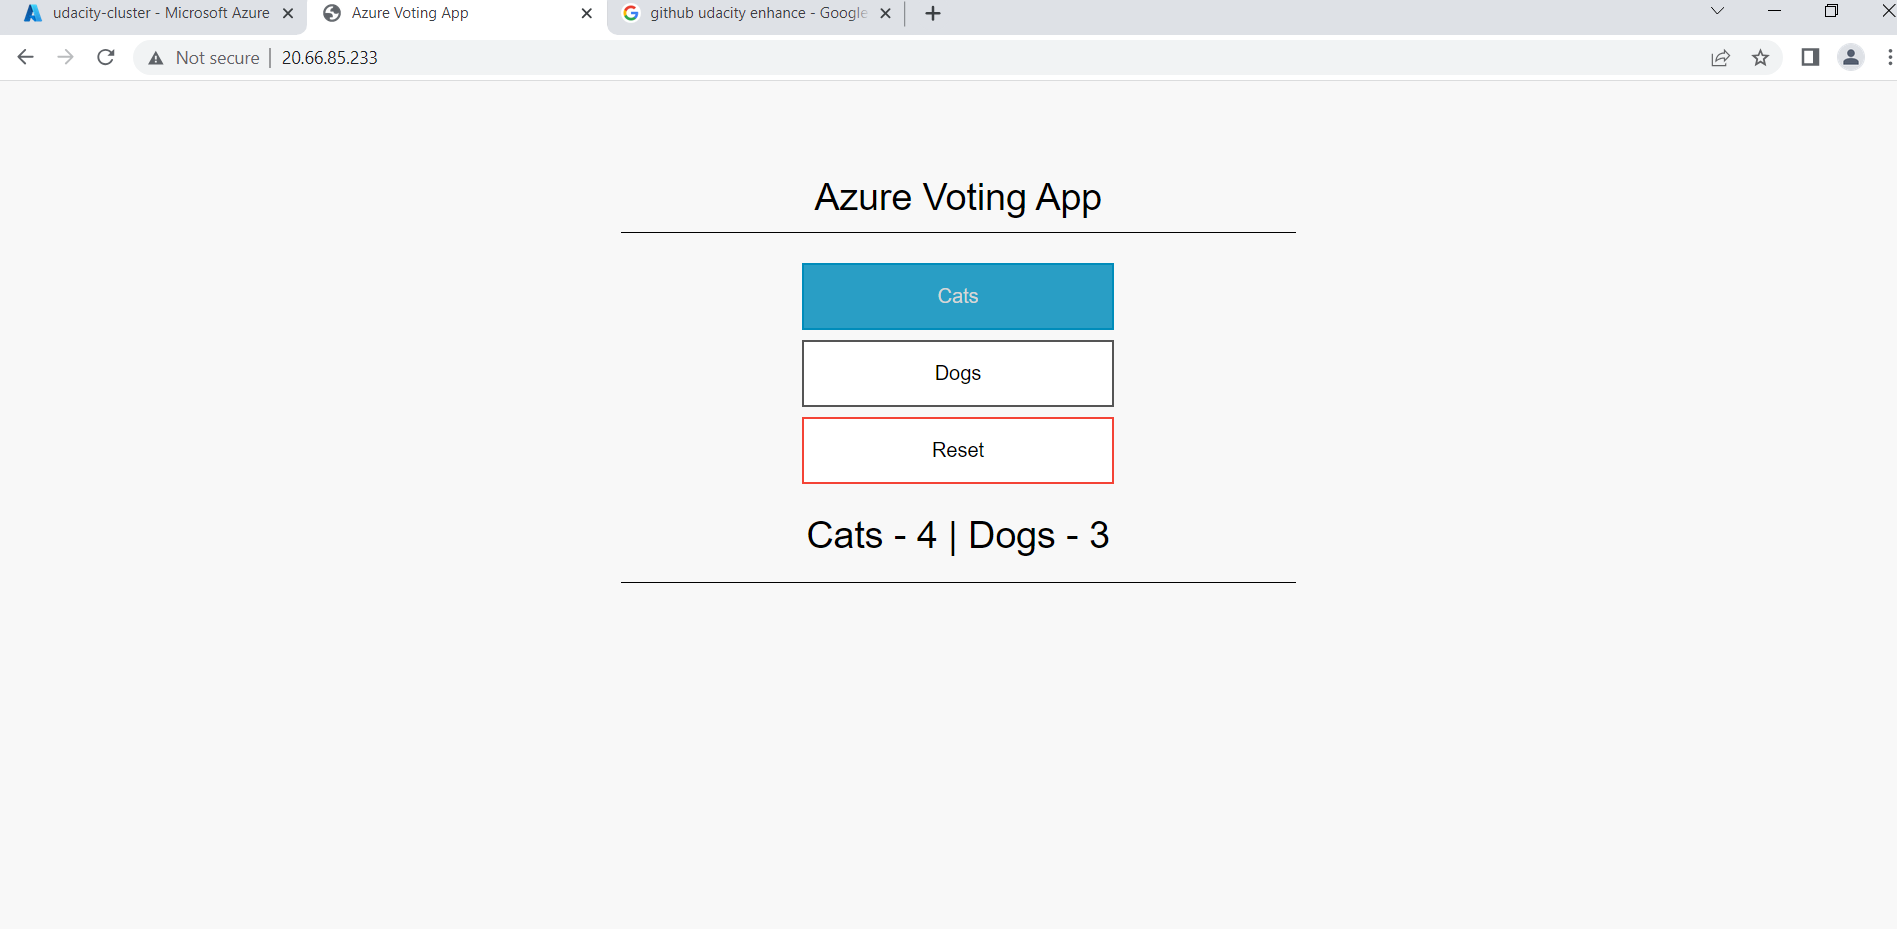 udacity-cluster - Microsoft Azure
Azure Voting App
github udacity enhance - Google
Not secure | 20.66.85.233
Azure Voting App
Cats
Dogs
Reset
Cats - 4 | Dogs - 3